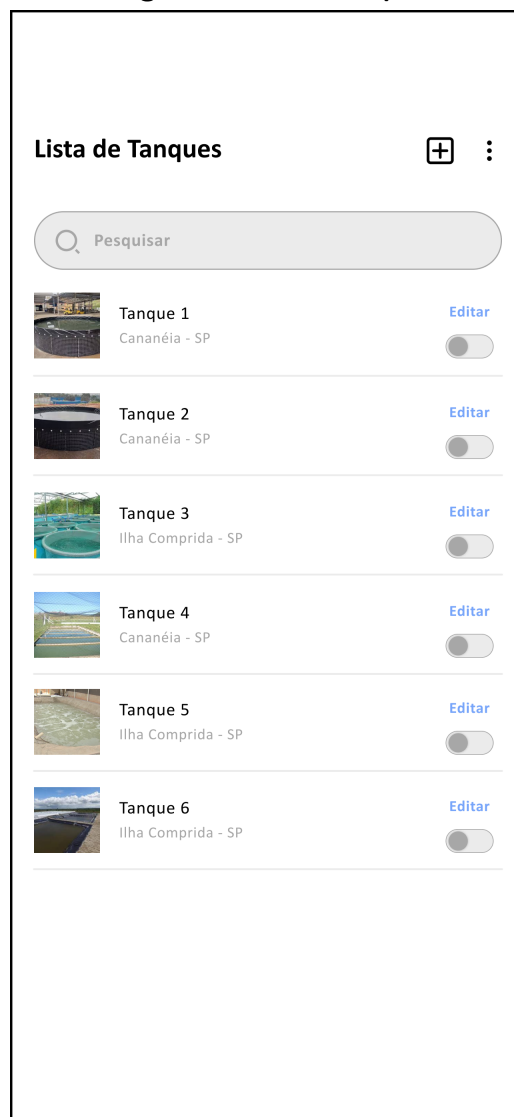 Lista de Tanques
Pesquisar
Tanque 1
Editar
Cananéia - SP
Tanque 2
Editar
Cananéia - SP
Tanque 3
Editar
Ilha Comprida - SP
Tanque 4
Editar
Cananéia - SP
Tanque 5
Editar
Ilha Comprida - SP
Tanque 6
Editar
Ilha Comprida - SP